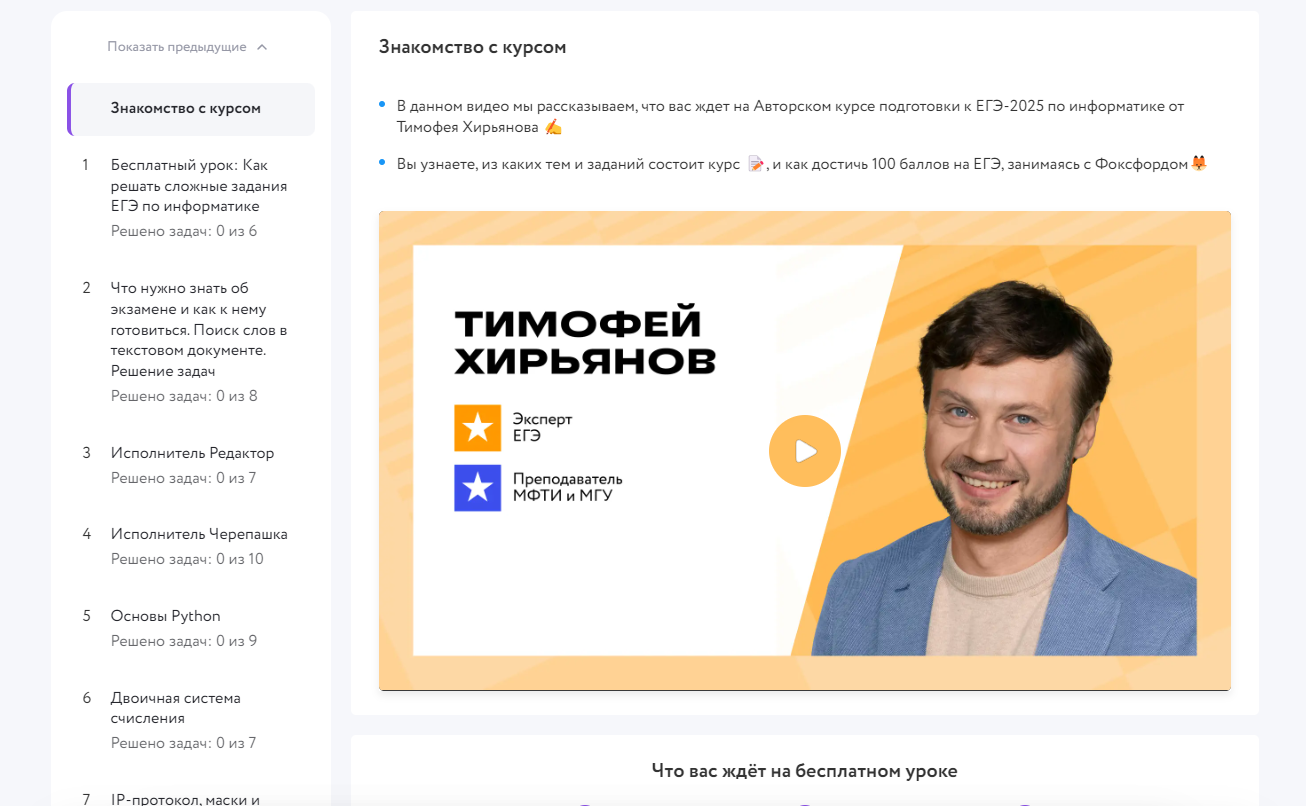 Показать предыдущие
Знакомство с курсом
1 Бесплатный урок: Как
решать сложные задания
ЕГЭ по информатике
Решено задач: 0 из 6
2 Что нужно знать об
экзамене и как к нему
готовиться. Поиск слов в
текстовом документе.
Решение задач
Решено задач: 0 из 8
3 Исполнитель Редактор
Решено задач: 0 из 7
4 Исполнитель Черепашка
Решено задач: 0 из 10
5 Основы Python
Решено задач: 0 из 9
6 Двоичная система
счисления
Решено задач: 0 из 7
7 IP-протокол, маски и
Знакомство с курсом
В данном видео мы рассказываем, что вас ждет на Авторском курсе подготовки к ЕГЭ-2025 по информатике от
Тимофея Хирьянова ✍️
Вы узнаете, из каких тем и заданий состоит курс 📝, и как достичь 100 баллов на ЕГЭ, занимаясь с Фоксфордом🦊
ТИМОФЕЙ
ХИРЬЯНОВ
Эксперт
ЕГЭ
Преподаватель
МФТИ и МГУ
Что вас ждёт на бесплатном уроке